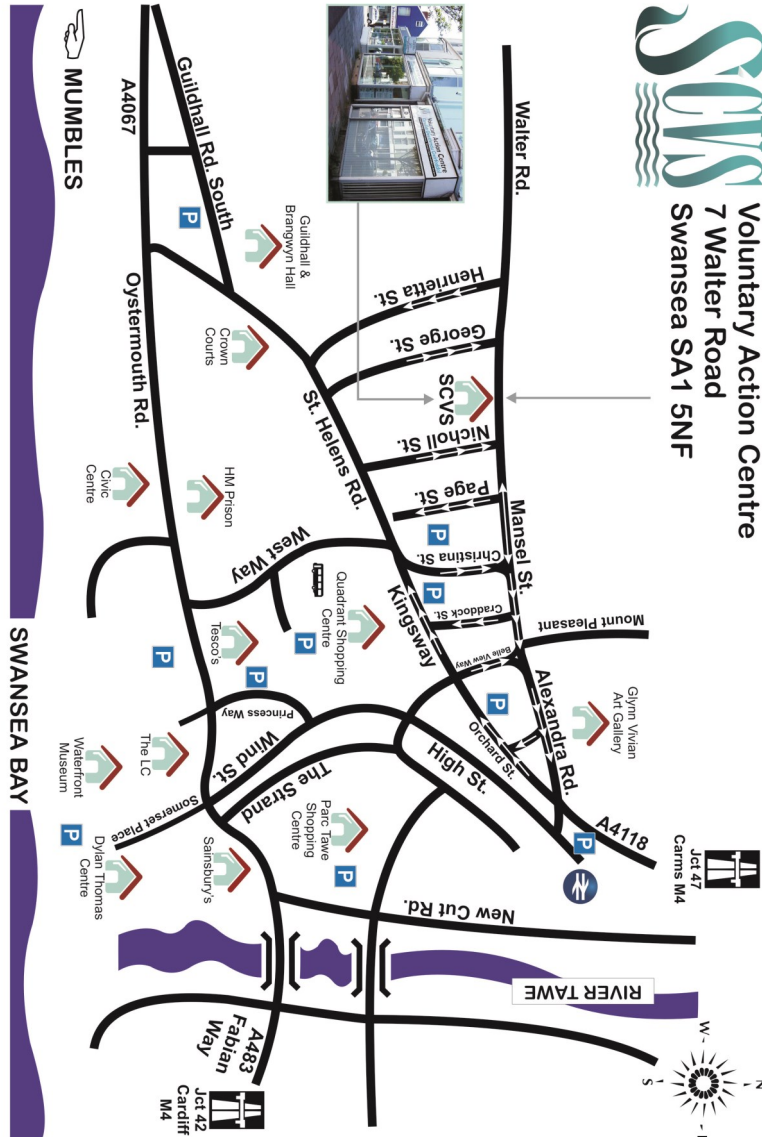 SCVS
Voluntary Action Centre
7 Walter Road
Swansea SA1 5NF
Jct 47
Carms M4
W
N
S
Walter Rd.
Mount Pleasant
Glynn Vivian
Art Gallery
A4118
RIVER TAWE
Henrietta St.
George St.
SCVS
Nicholl St.
Page St.
Mansel St.
Christina St.
Craddock St.
Belle View Way
Alexandra Rd.
Orchard St.
P
P
P
P
New Cut Rd.
Guildhall &
Brangwyn Hall
Crown
Courts
St. Helens Rd.
Kingsway
High St.
Quadrant Shopping
Centre
P
Parc Tawe
Shopping
Centre
P
Guildhall Rd. South
P
West Way
HM Prison
Tesco's
P
Princess Way
Wind St.
The Strand
Sainsbury's
A483
Fabian
Way
Jct 42
Cardiff
M4
A4067
Oystermouth Rd.
Civic
Centre
P
The LC
Somerset Place
Waterfront
Museum
P
Dylan Thomas
Centre
MUMBLES
SWANSEA BAY